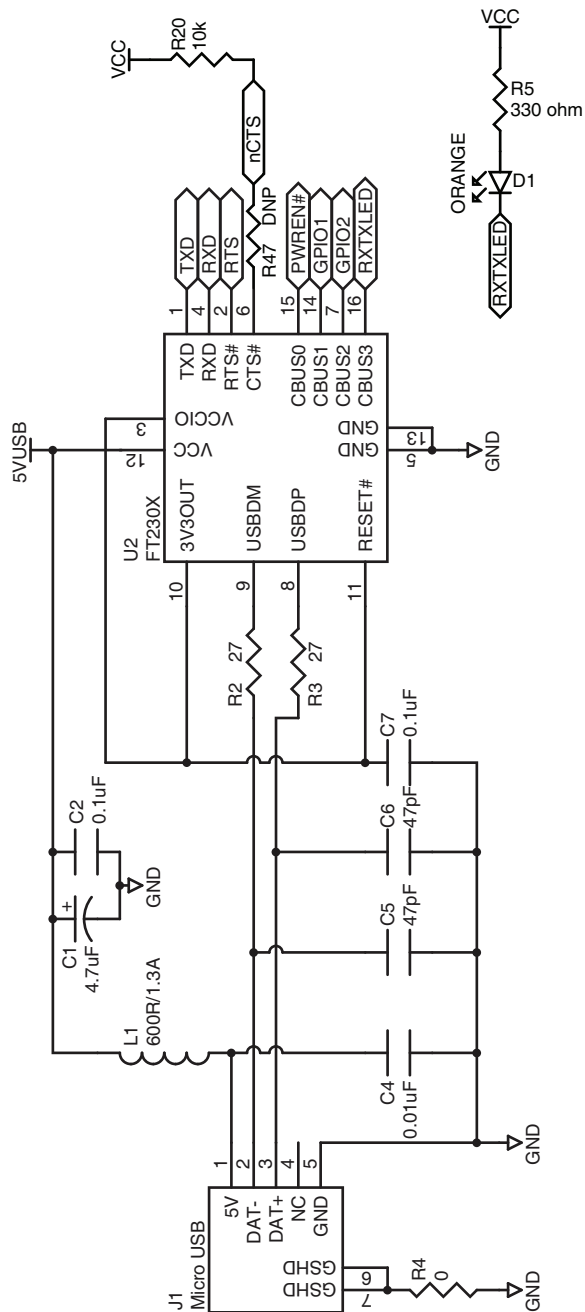 VCC
R20
10k
nCTS
R47
DNP
TXD
RXD
RTS
1
4
2
6
TXD
RXD
RTS#
CTS#
PWREN#
GPIO1
GPIO2
RXTXLED
15
14
7
16
CBUS0
CBUS1
CBUS2
CBUS3
VCC
R5
330 ohm
ORANGE
D1
RXTXLED
5VUSB
3
VCCIO
12
VCC
GND
13
GND
5
GND
U2
FT230X
3V3OUT
USBDM
USBDP
RESET#
10
9
8
11
R2
27
R3
27
C2
0.1uF
C1
+
4.7uF
GND
L1
600R/1.3A
C7
0.1uF
C6
47pF
C5
47pF
C4
0.01uF
GND
J1
Micro USB
5V
DAT-
DAT+
NC
GND
1
2
3
4
5
GSHD
6
GSHD
7
R4
0
GND